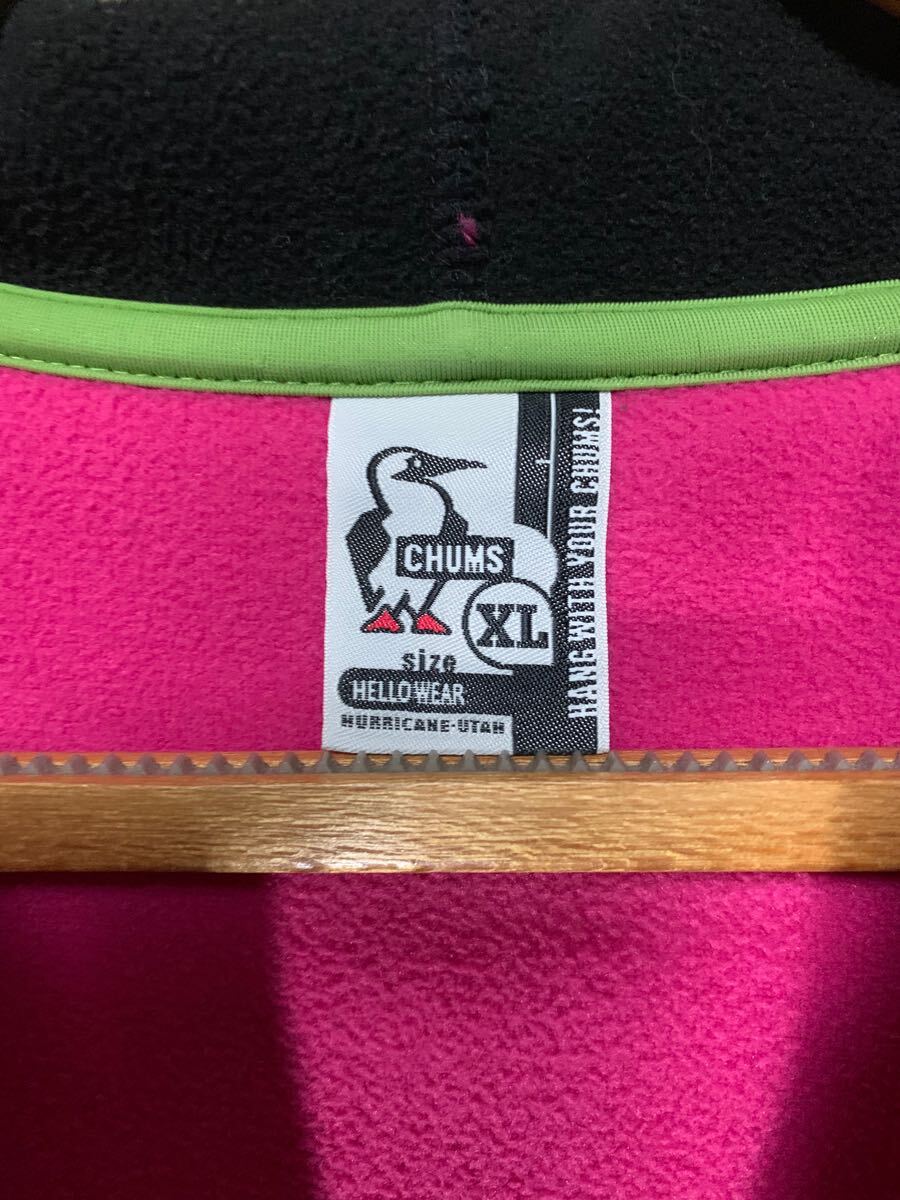 CHUMS
XL
size
HELLO WEAR
HURRICANE-UTAH
HANG WITH YOUR CHUMS!